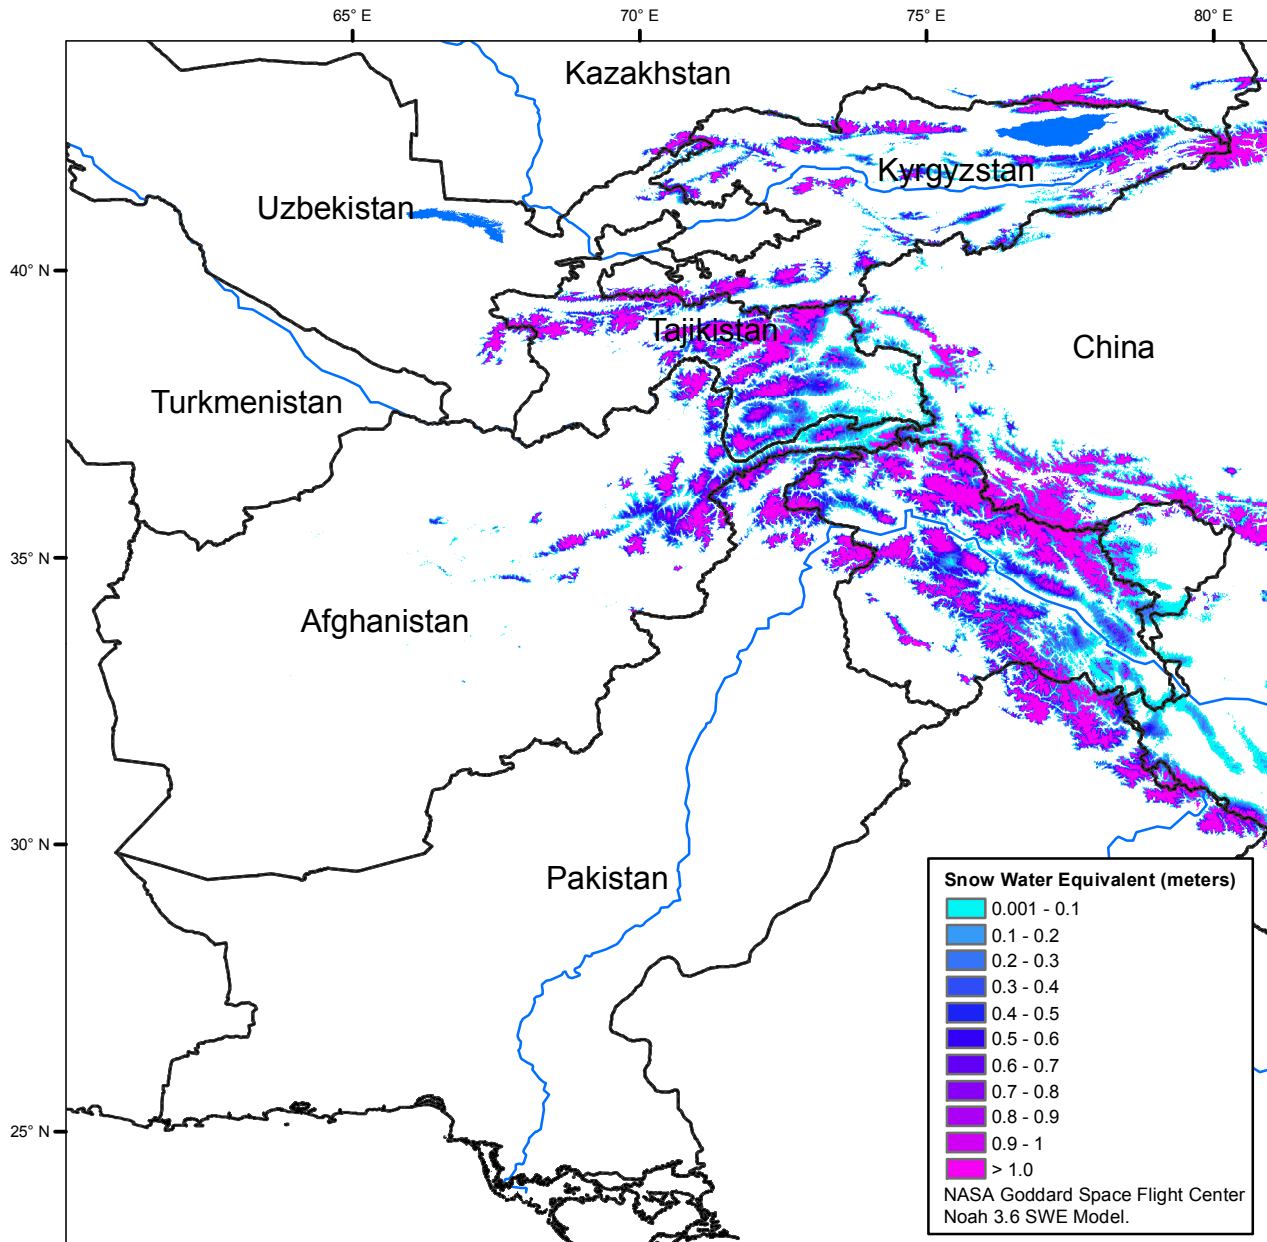 65° E
70° E
75° E
80° E
Kazakhstan
Kyrgyzstan
Uzbekistan
40° N
Tajikistan
China
Turkmenistan
35° N
Afghanistan
30° N
Pakistan
25° N
Snow Water Equivalent (meters)
0.001 - 0.1
0.1 - 0.2
0.2 - 0.3
0.3 - 0.4
0.4 - 0.5
0.5 - 0.6
0.6 - 0.7
0.7 - 0.8
0.8 - 0.9
0.9 - 1
> 1.0
NASA Goddard Space Flight Center
Noah 3.6 SWE Model.